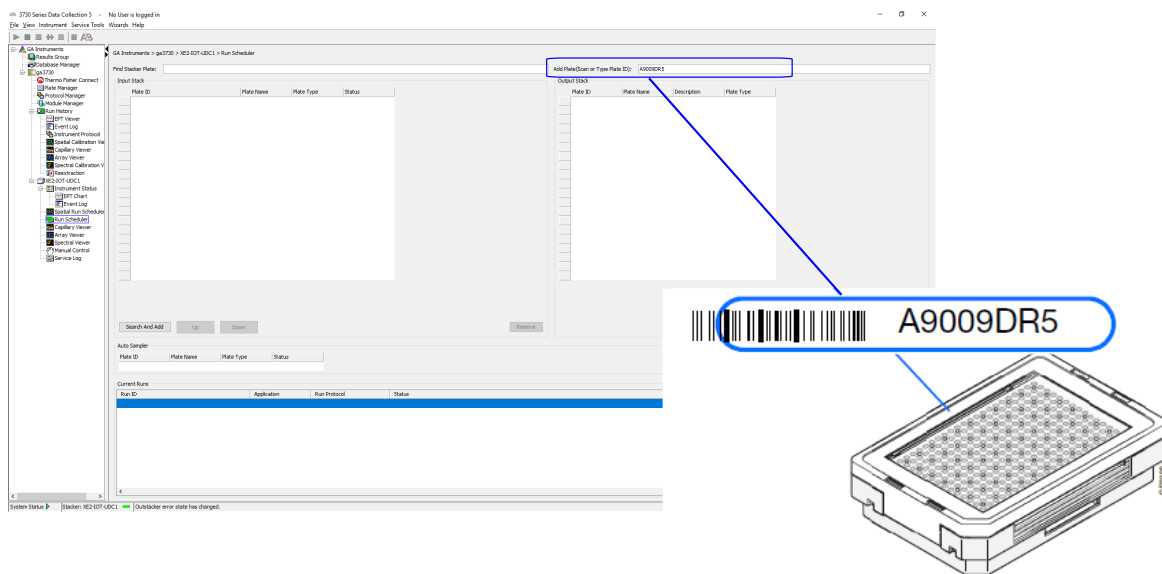 3730 Series Data Collection 5 - No User is logged in
File View Instrument Service Tools Wizards Help
GA Instruments
Results Group
Database Manager
ga3730
Thermo Fisher Connect
Plate Manager
Protocol Manager
Module Manager
Run History
EPT Viewer
Event Log
Instrument Protocol
Spatial Calibration Vie
Capillary Viewer
Array Viewer
Spectral Calibration V
Reextraction
XE2-IOT-UDC1
Instrument Status
EPT Chart
Event Log
Spatial Run Scheduler
Run Scheduler
Capillary Viewer
Array Viewer
Spectral Viewer
Manual Control
Service Log
GA Instruments > ga3730 > XE2-IOT-UDC1 > Run Scheduler
Find Stacker Plate: Add Plate(Scan or Type Plate ID): A9009DR5
Input Stack
Plate ID Plate Name Plate Type Status
Output Stack
Plate ID Plate Name Description Plate Type
Search And Add Up Down Remove
Auto Sampler
Plate ID Plate Name Plate Type Status
Current Runs
Run ID Application Run Protocol Status
System Status Stacker: XE2-IOT-UDC1 Outstacker error state has changed.
A9009DR5